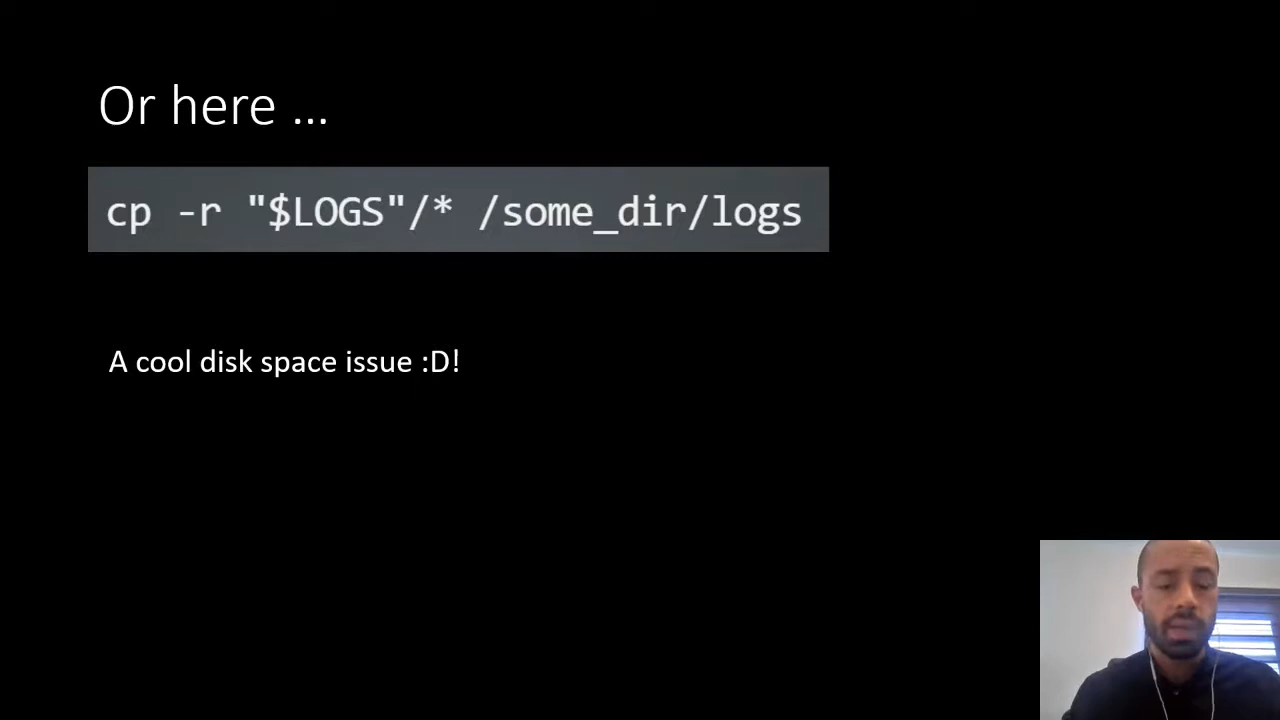 Or here ...
cp -r "$LOGS"/* /some_dir/logs
A cool disk space issue :D!